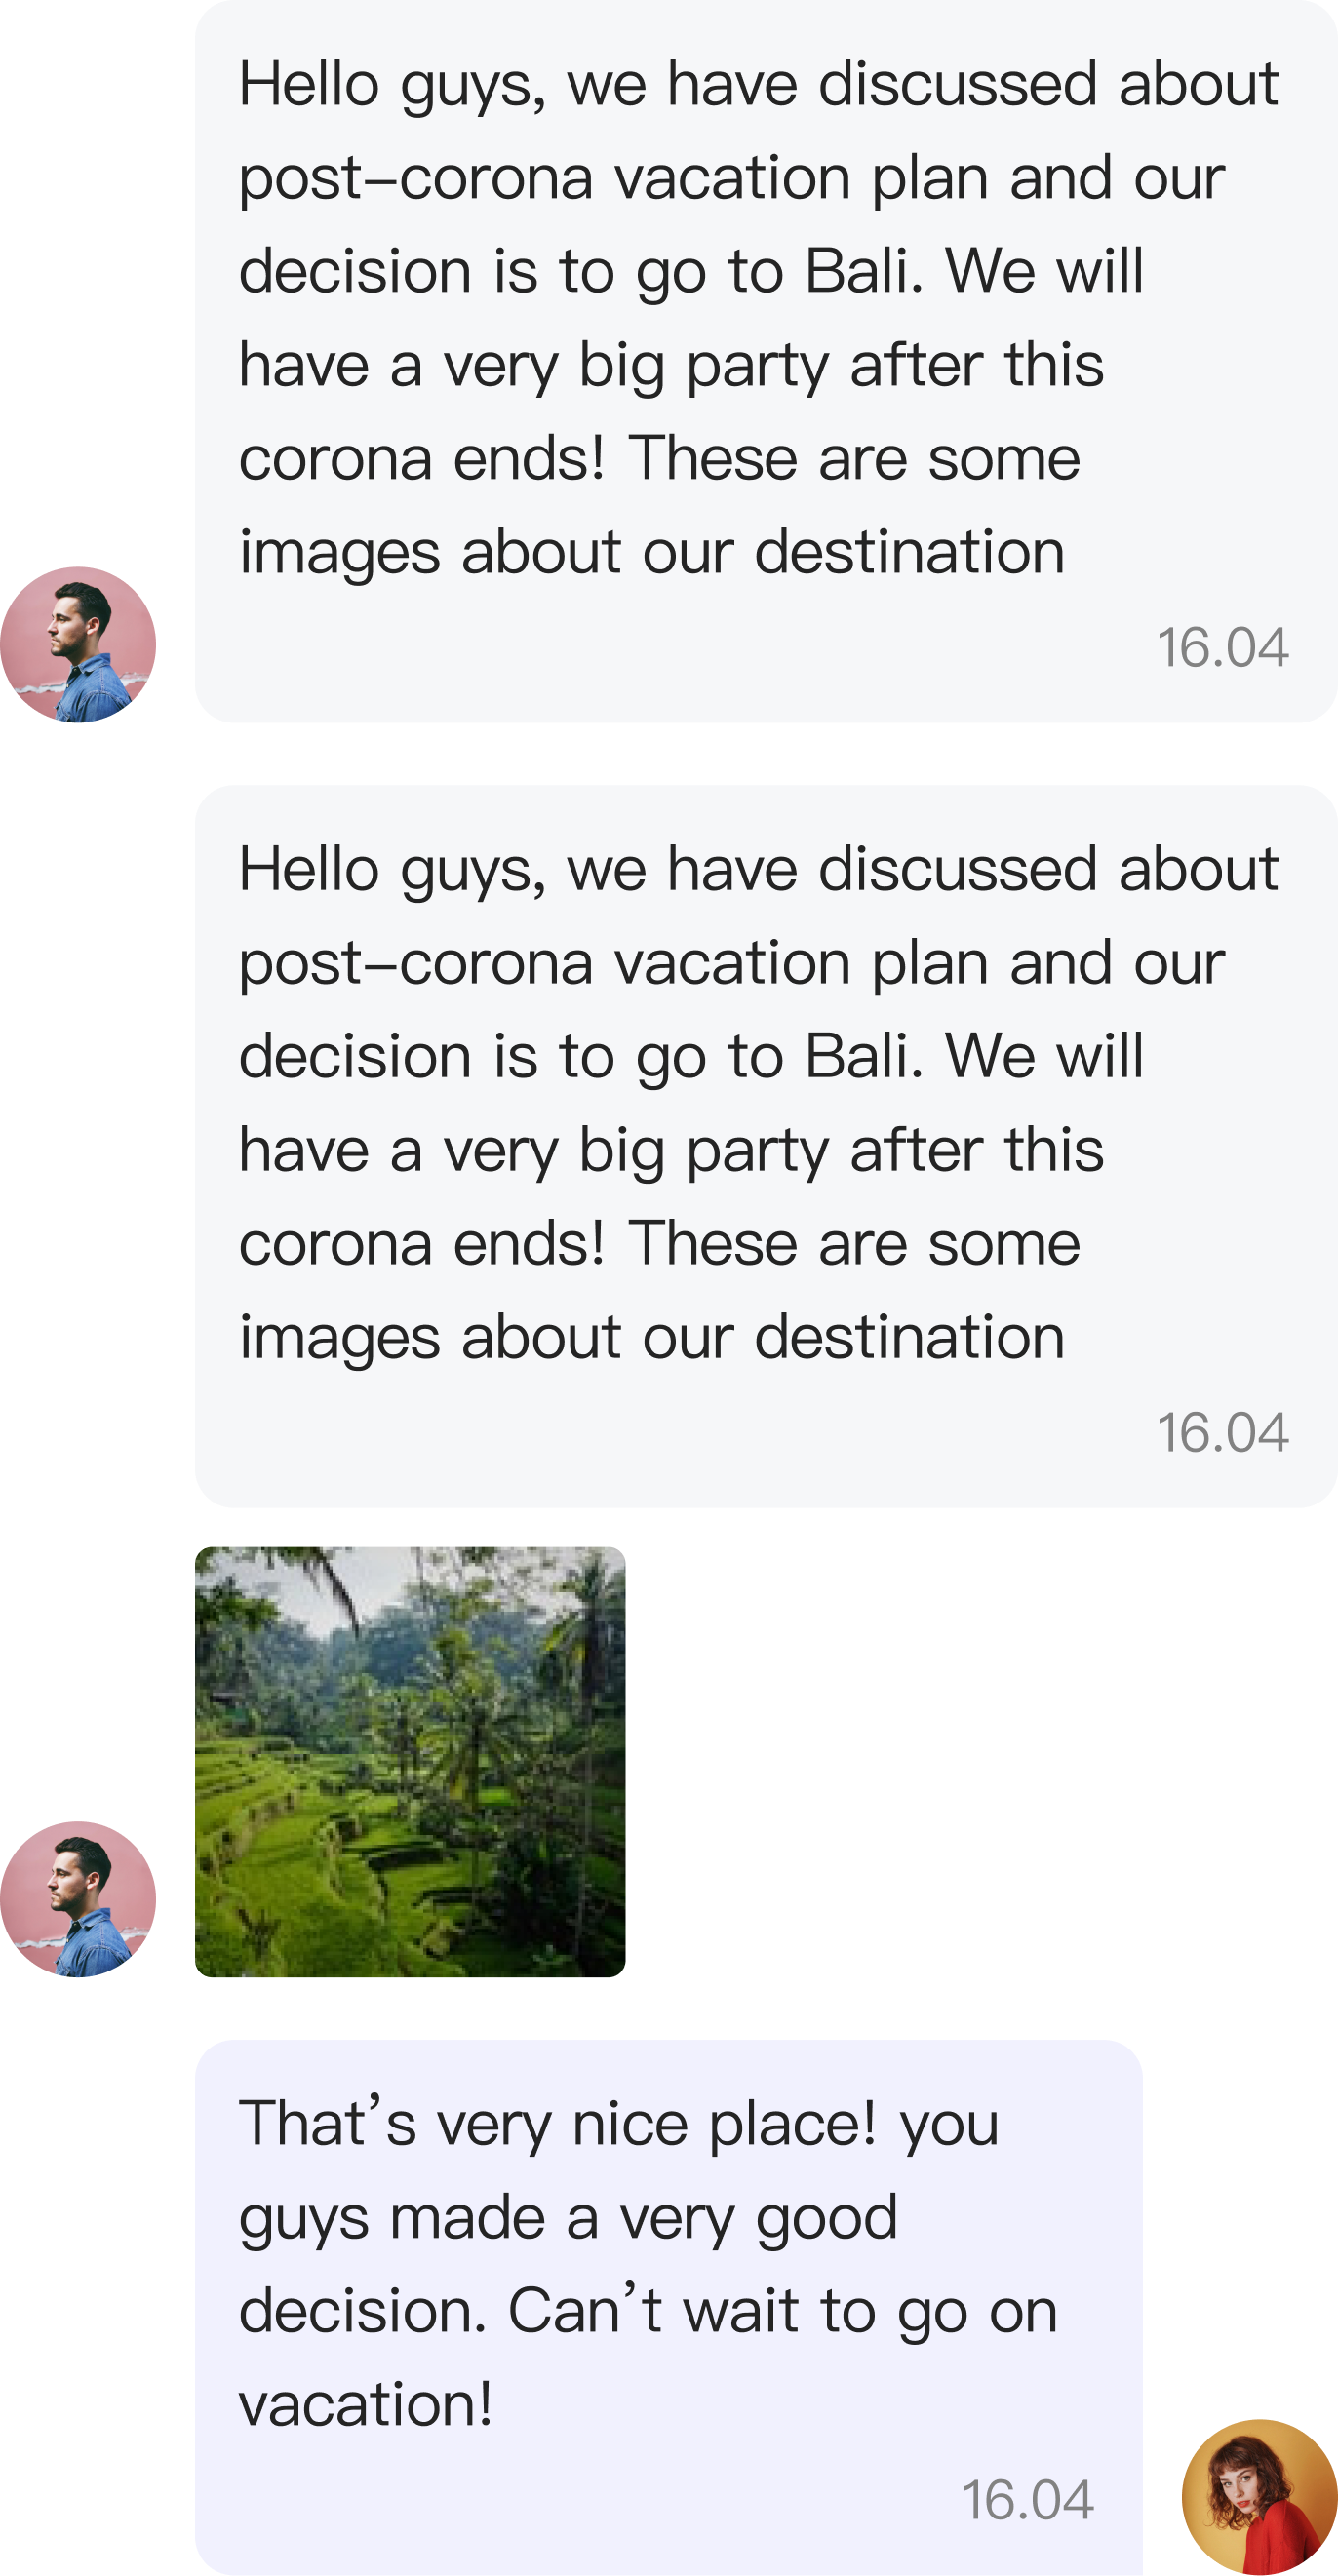 Hello guys, we have discussed about
post-corona vacation plan and our
decision is to go to Bali. We will
have a very big party after this
corona ends! These are some
images about our destination
16.04
Hello guys, we have discussed about
post-corona vacation plan and our
decision is to go to Bali. We will
have a very big party after this
corona ends! These are some
images about our destination
16.04
That’s very nice place! you
guys made a very good
decision. Can’t wait to go on
vacation!
16.04